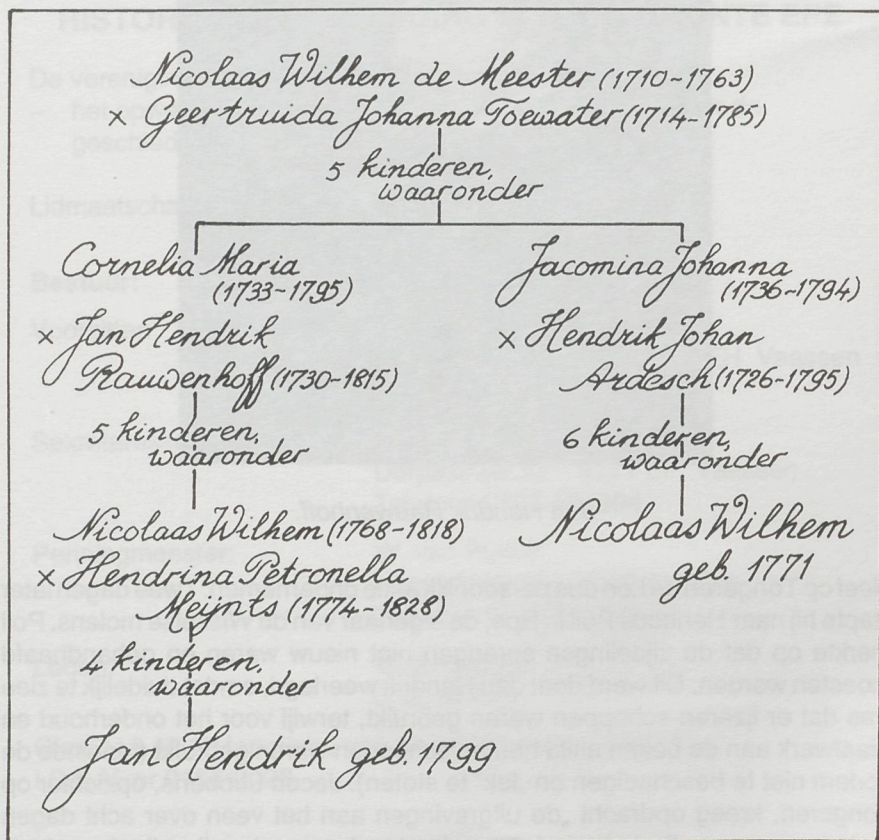 Nicolaas Wilhem de Meester (1710-1763)
x Geertruida Johanna Toewater (1714-1785)
5 kinderen,
waaronder
Cornelia Maria
(1733-1795)
x Jan Hendrik
Rauwenhoff (1730-1815)
5 kinderen,
waaronder
Nicolaas Wilhem (1768-1818)
x Hendrina Petronella
Meijnts (1774-1828)
4 kinderen,
waaronder
Jan Hendrik geb. 1799
Jacomina Johanna
(1736-1794)
x Hendrik Johan
Ardesch (1726-1795)
6 kinderen,
waaronder
Nicolaas Wilhem
geb. 1771